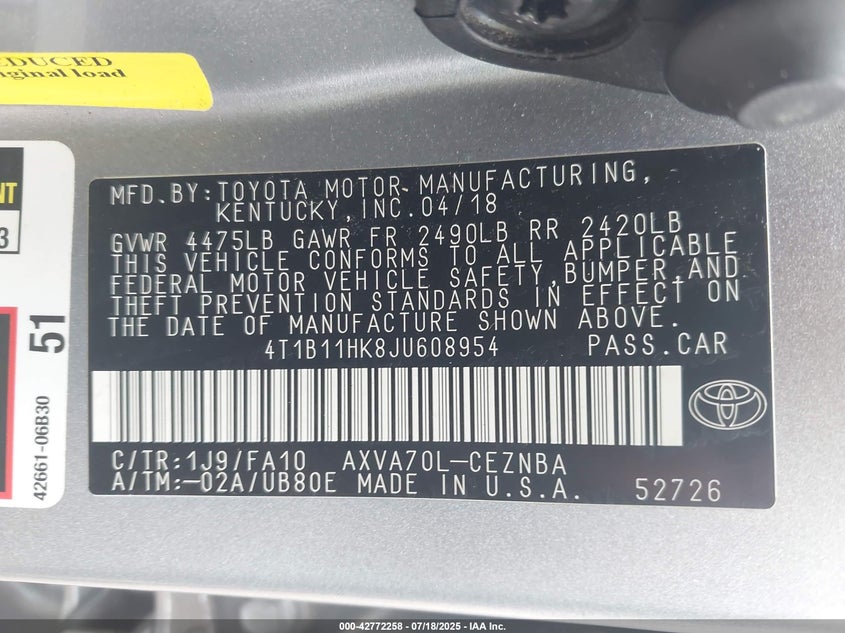 REDUCED
original load
NT
3
51
42661-06B30
MFD.BY:TOYOTA MOTOR MANUFACTURING,
KENTUCKY,INC.04/18
GVWR 4475LB GAWR FR 2490LB RR 2420LB
THIS VEHICLE CONFORMS TO ALL APPLICABLE
FEDERAL MOTOR VEHICLE SAFETY,BUMPER,AND
THEFT PREVENTION STANDARDS IN EFFECT ON
THE DATE OF MANUFACTURE SHOWN ABOVE.
4T1B11HK8JU608954 PASS.CAR
C/TR:1J9/FA10 AXVA70L-CEZNBA
A/TM:-02A/UB80E MADE IN U.S.A. 52726
000-42772258 - 07/18/2025 - IAA Inc.